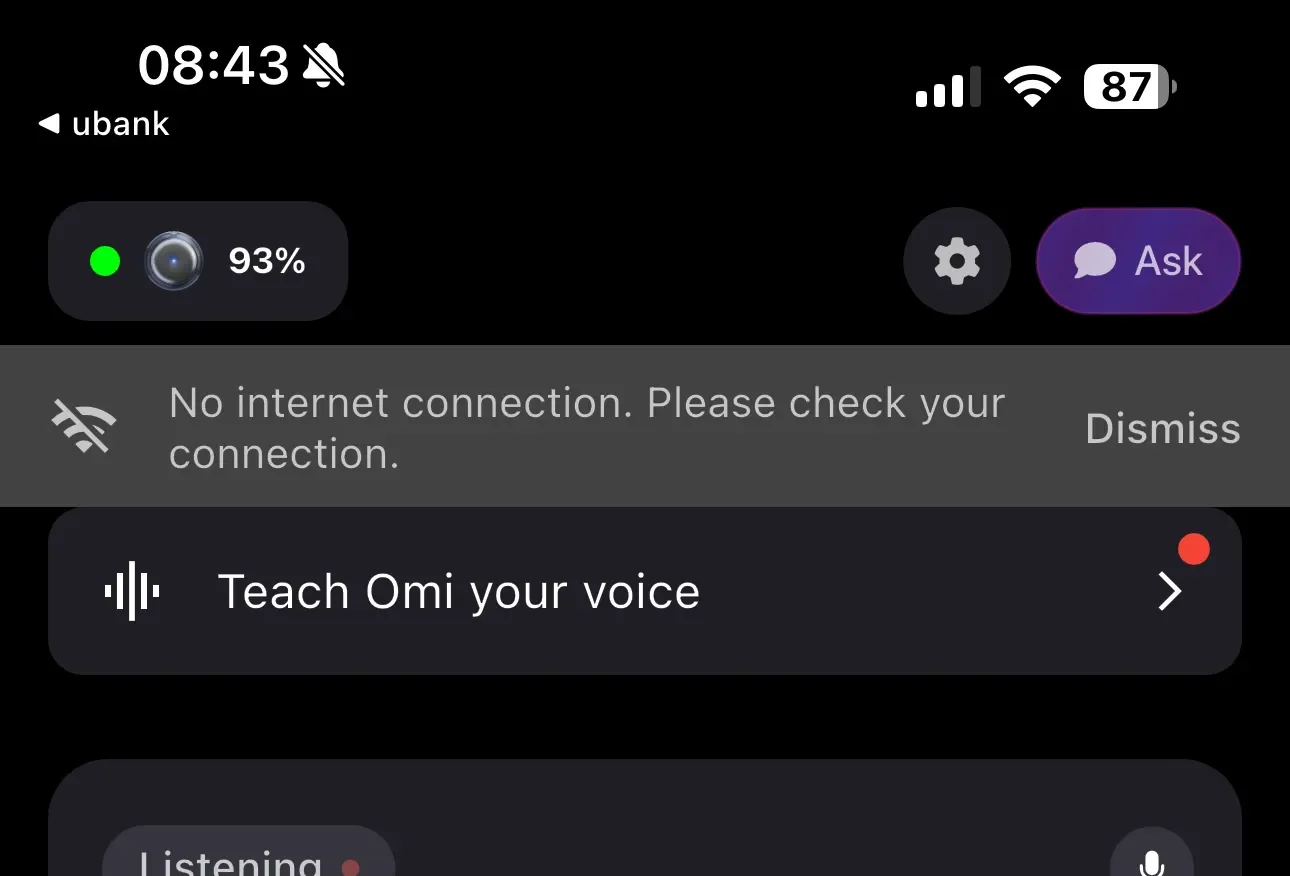 08:43
87
◀ ubank
93%
Ask
No internet connection. Please check your
connection.
Dismiss
Teach Omi your voice
Listening